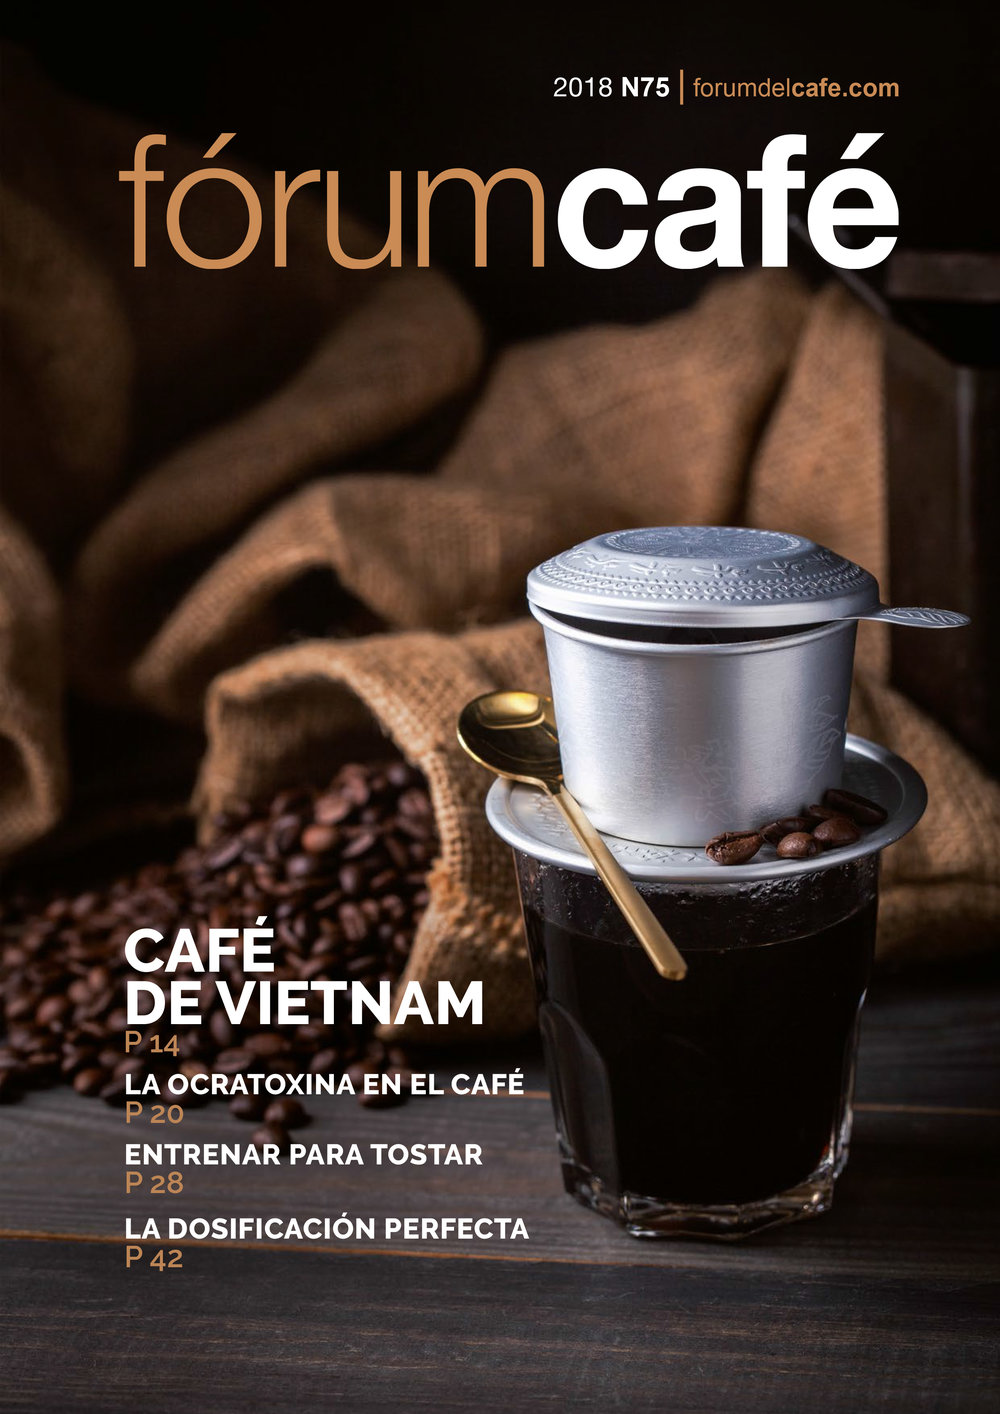 2018 N75 | forumdelcafe.com
fórumcafé
CAFÉ
DE VIETNAM
P 14
LA OCRATOXINA EN EL CAFÉ
P 20
ENTRENAR PARA TOSTAR
P 28
LA DOSIFICACIÓN PERFECTA
P 42